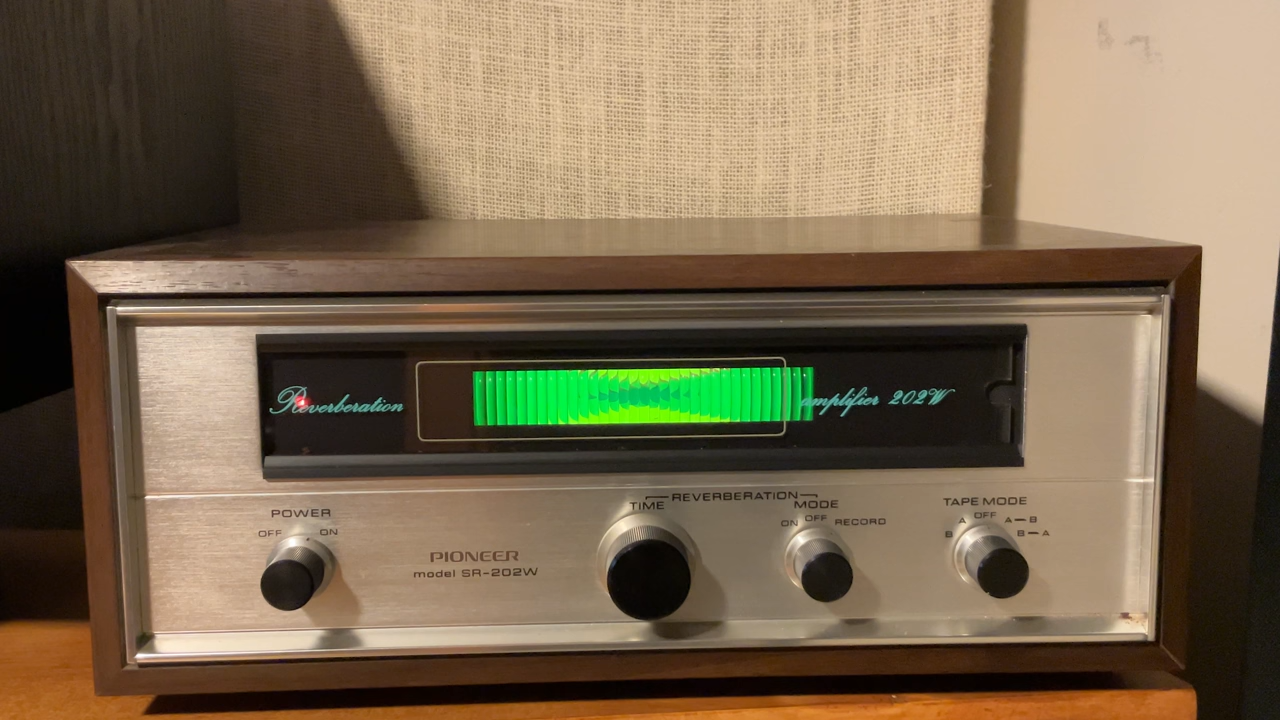 Reverberation amplifier 202W
REVERBERATION
POWER
TIME
MODE
TAPE MODE
OFF ON
ON OFF RECORD
A OFF A-B
B B-A
PIONEER
model SR-202W